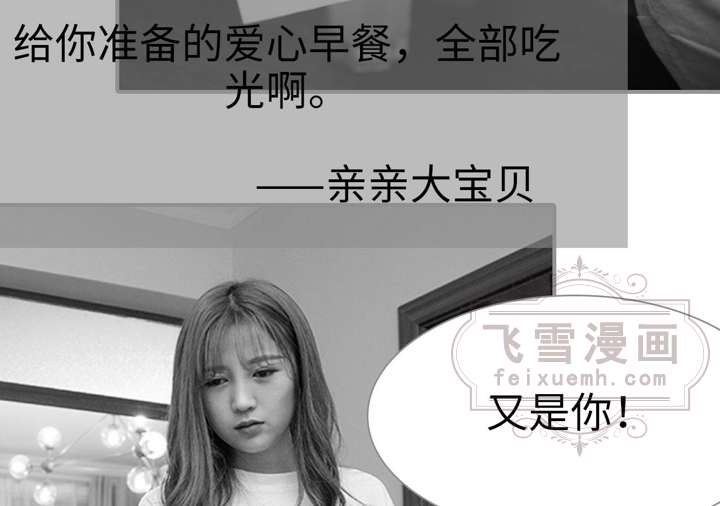 给你准备的爱心早餐，全部吃
光啊。
——亲亲大宝贝
飞雪漫画
feixuemh.com
又是你！